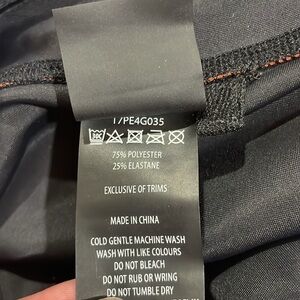 17PE4G035
75% POLYESTER
25% ELASTANE
EXCLUSIVE OF TRIMS
MADE IN CHINA
COLD GENTLE MACHINE WASH
WASH WITH LIKE COLOURS
DO NOT BLEACH
DO NOT RUB OR WRING
DO NOT TUMBLE DRY